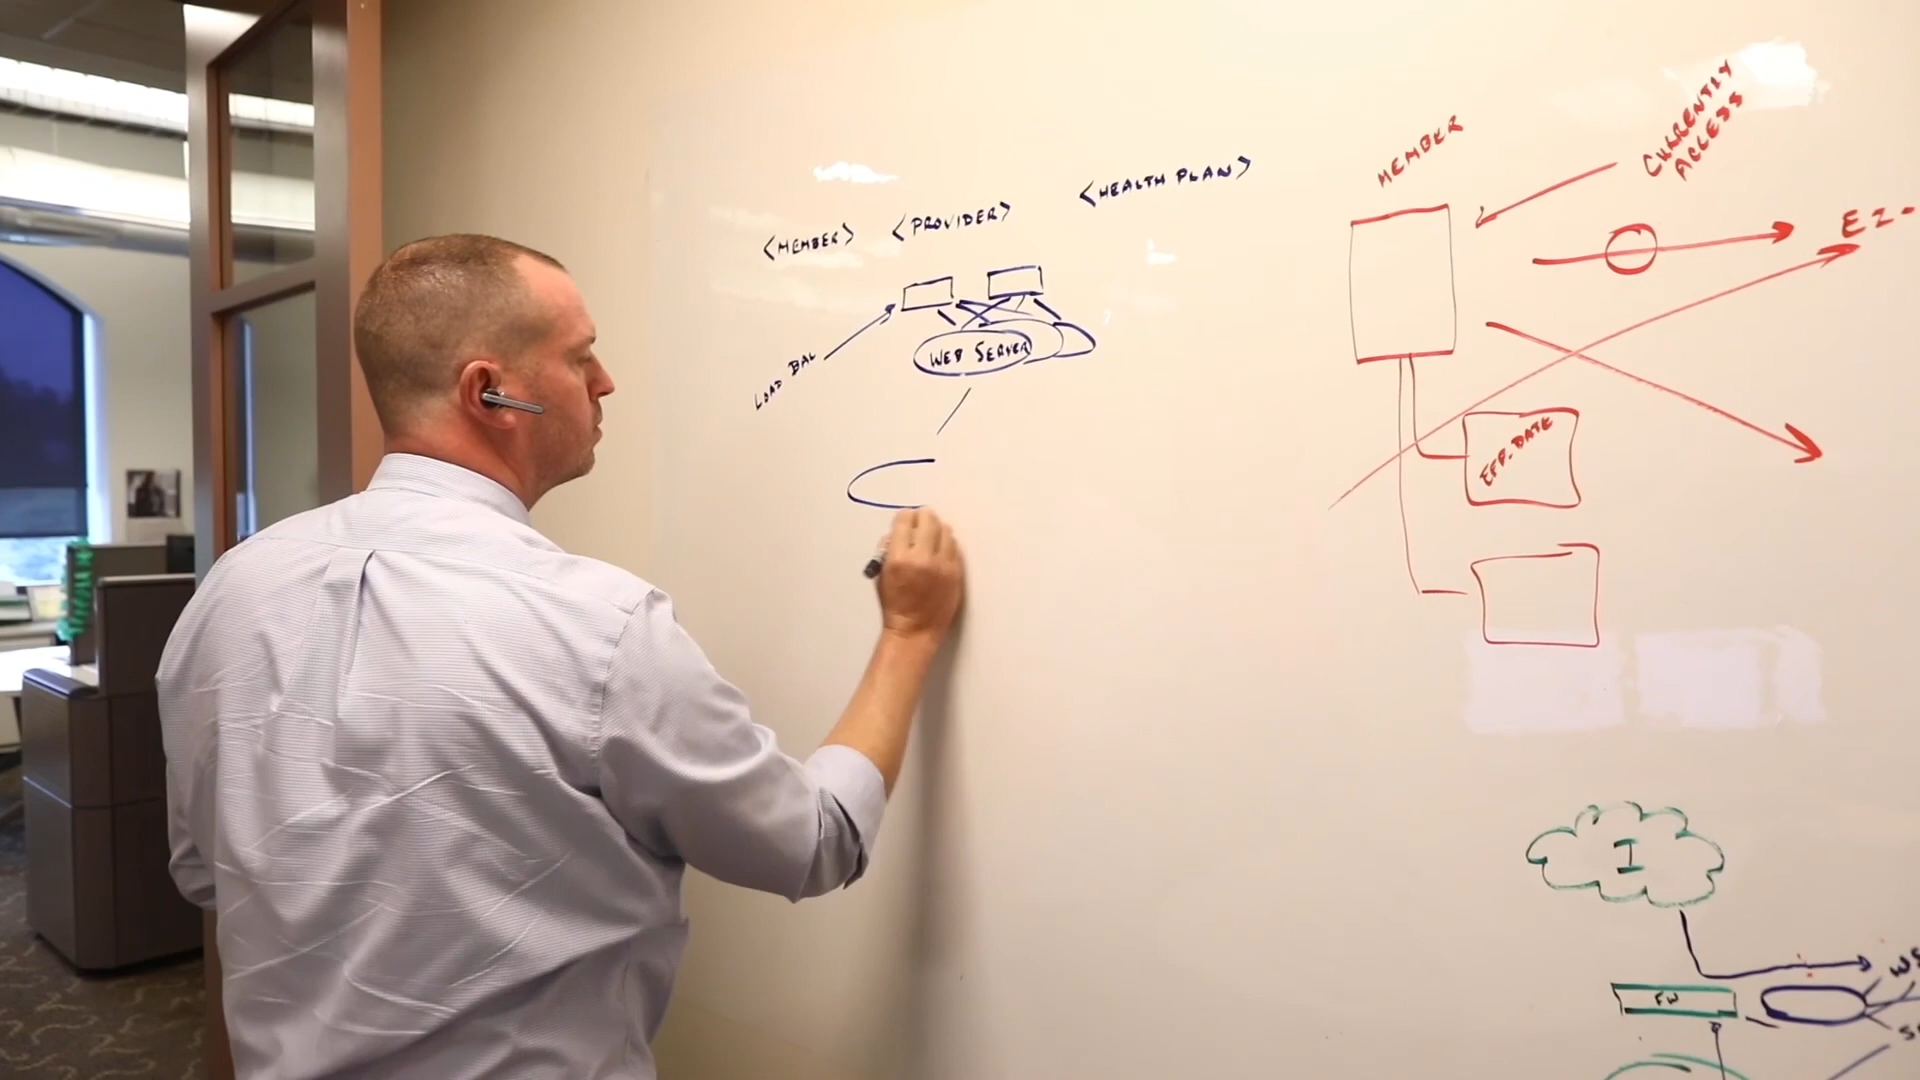 <MEMBER>
<PROVIDER>
<HEALTH PLAN>
LOAD BAL
WEB SERVER
MEMBER
CURRENTLY
ACCESS
EZ-
EFF. DATE
I
FW